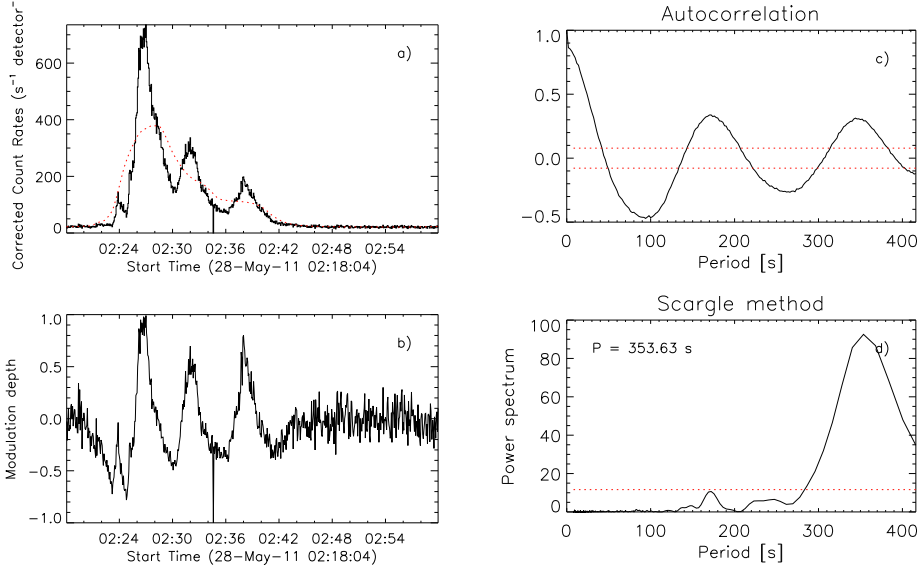 a)
Corrected Count Rates (s⁻¹ detector⁻
600
400
200
0
02:24 02:30 02:36 02:42 02:48 02:54
Start Time (28-May-11 02:18:04)
b)
Modulation depth
1.0
0.5
0.0
-0.5
-1.0
02:24 02:30 02:36 02:42 02:48 02:54
Start Time (28-May-11 02:18:04)
Autocorrelation
c)
1.0
0.5
0.0
-0.5
0 100 200 300 400
Period [s]
Scargle method
P = 353.63 s
d)
Power spectrum
100
80
60
40
20
0
0 100 200 300 400
Period [s]